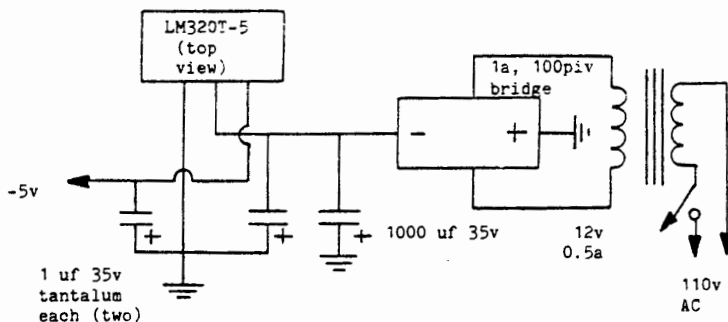 LM320T-5
(top
view)
1a, 100piv
bridge
-
+
-5v
+
+
+
1000 uf 35v
12v
0.5a
1 uf 35v
tantalum
each (two)
110v
AC